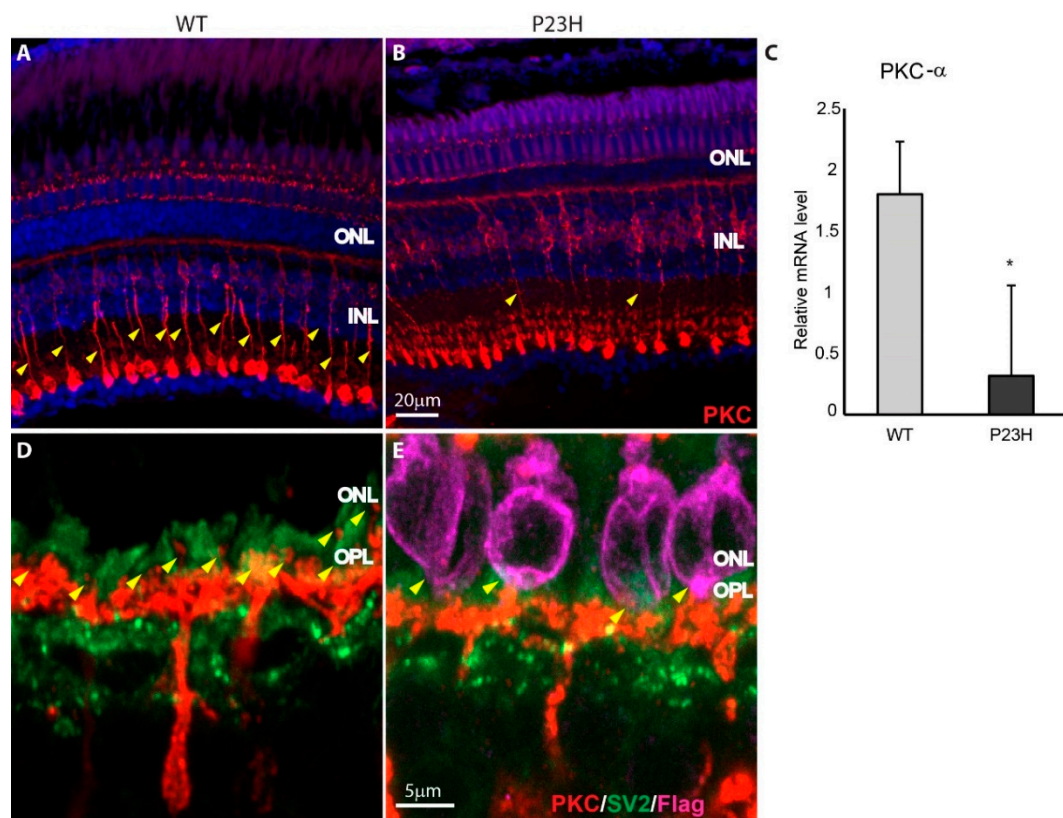 WT
P23H
A
ONL
INL
B
ONL
INL
20μm
PKC
C
PKC-α
Relative mRNA level
2.5
2
1.5
1
0.5
0
*
WT
P23H
D
ONL
OPL
E
ONL
OPL
5μm
PKC/SV2/Flag